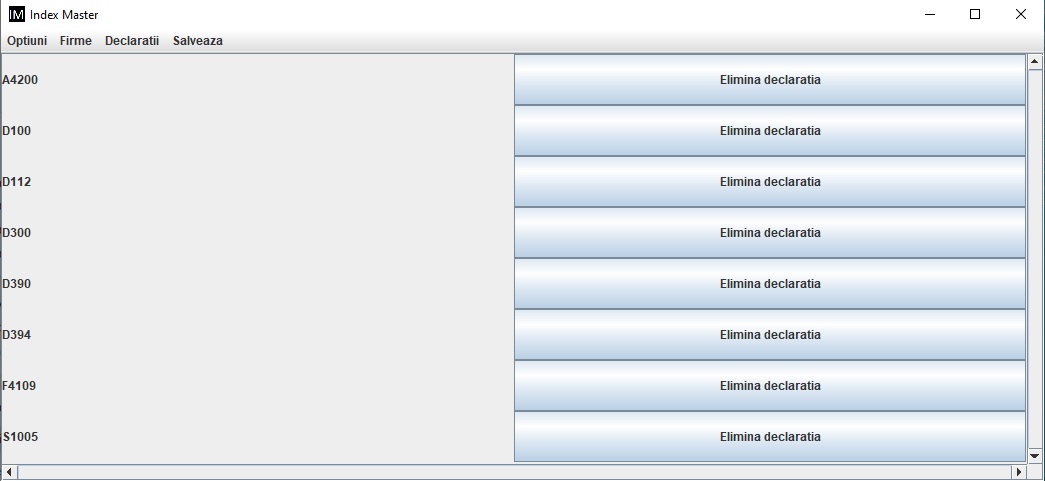 IM Index Master
Optiuni Firme Declaratii Salveaza
A4200 Elimina declaratia
D100 Elimina declaratia
D112 Elimina declaratia
D300 Elimina declaratia
D390 Elimina declaratia
D394 Elimina declaratia
F4109 Elimina declaratia
S1005 Elimina declaratia